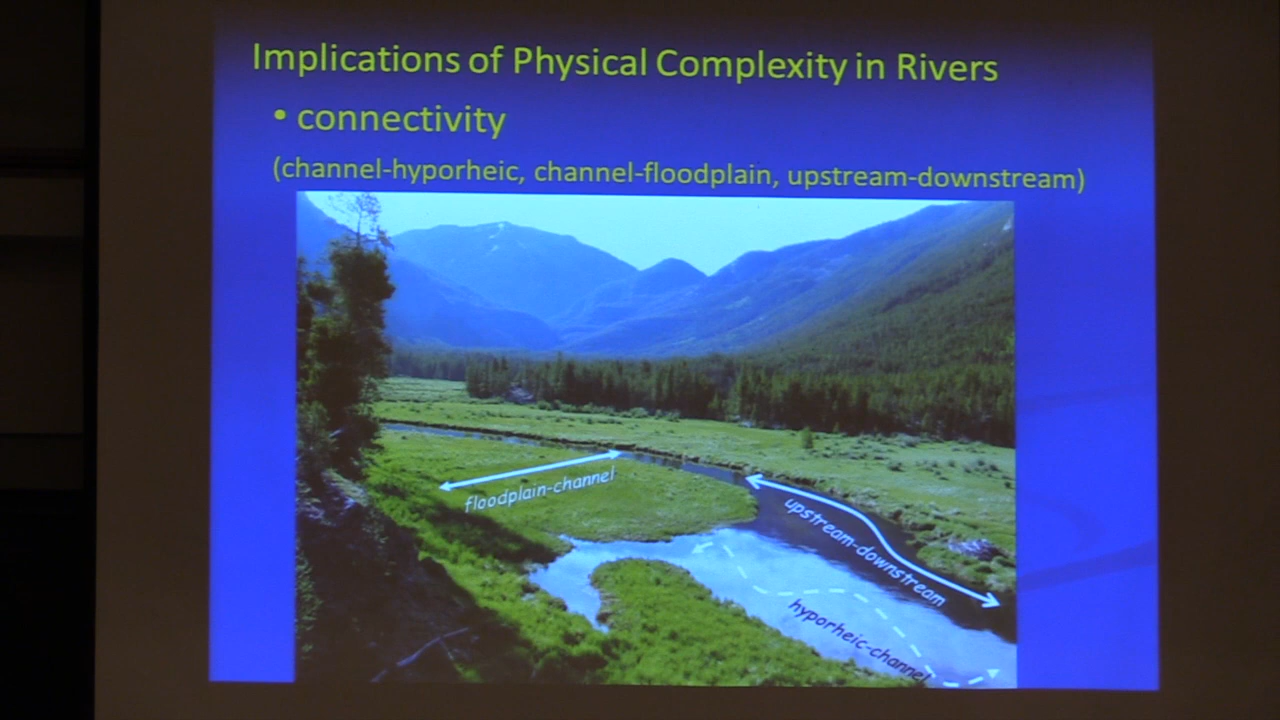 Implications of Physical Complexity in Rivers
• connectivity
(channel-hyporheic, channel-floodplain, upstream-downstream)
floodplain-channel
upstream-downstream
hyporheic-channel